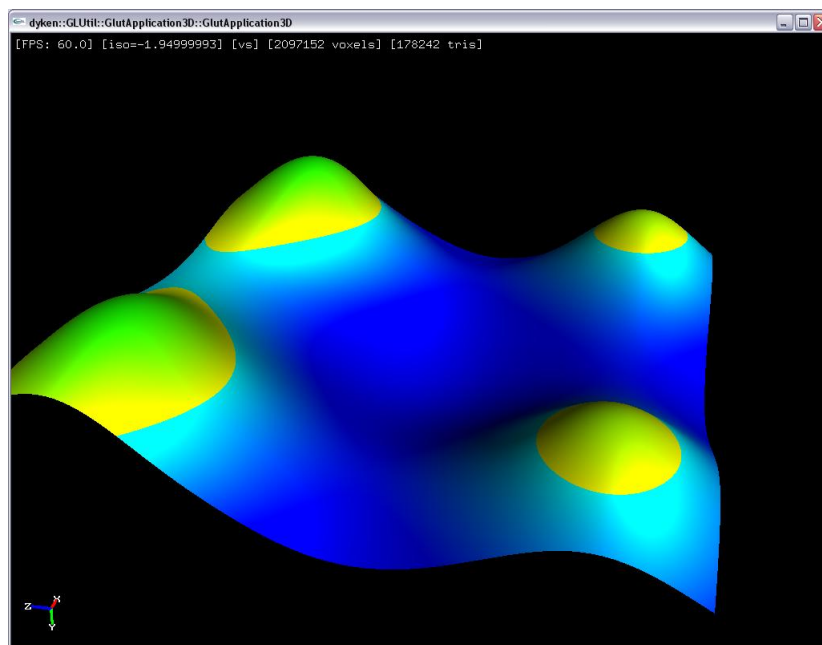 dyken::GLUtil::GlutApplication3D::GlutApplication3D
[FPS: 60.0] [iso=-1.94999993] [vs] [2097152 voxels] [178242 tris]
X
Z
Y